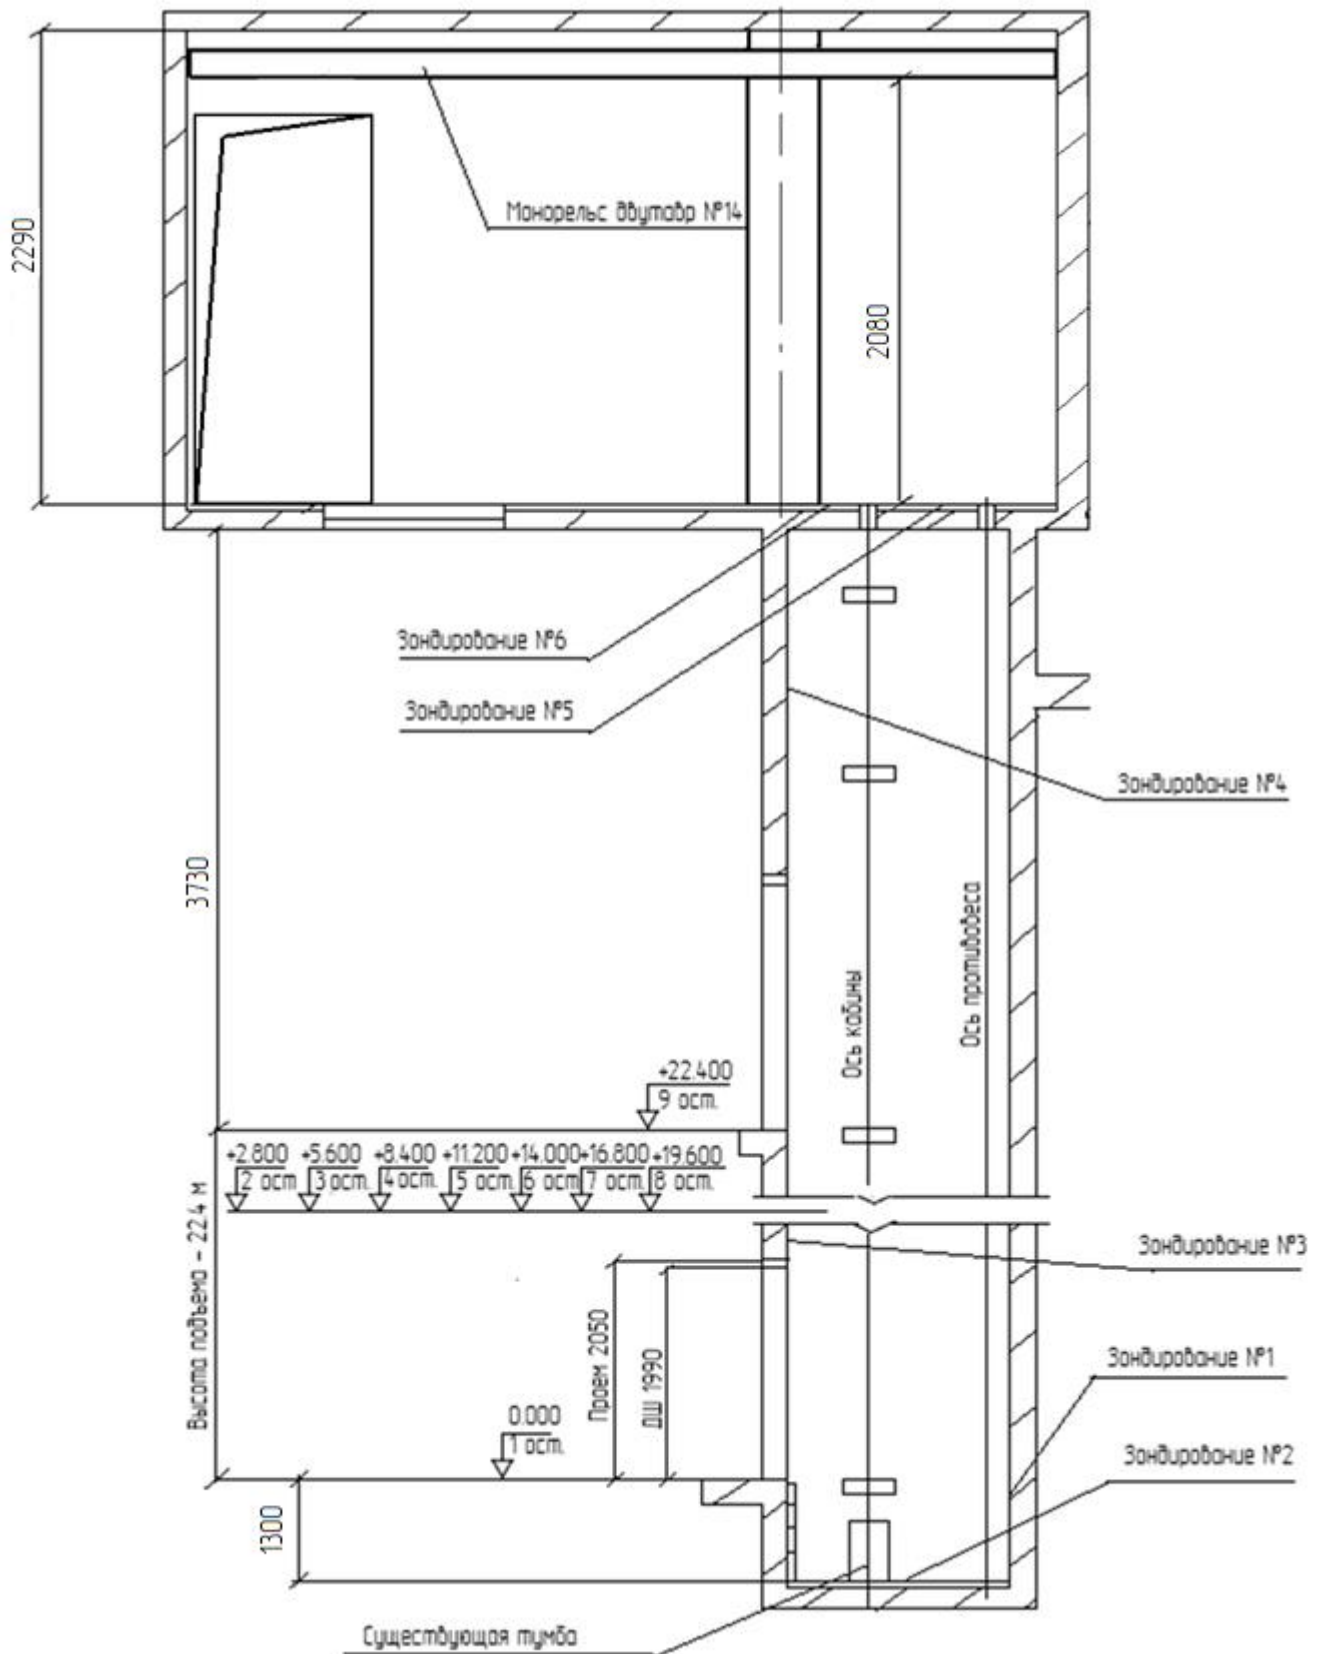 2290
Монорельс двутавр №14
2080
Зондирование №6
Зондирование №5
Зондирование №4
3730
Ось кабины
Ось противовеса
+22.400
9 ост.
+2.800 +5.600 +8.400 +11.200 +14.000 +16.800 +19.600
2 ост 3 ост. 4 ост. 5 ост. 6 ост 7 ост. 8 ост.
Высота подъема - 22.4 м
Зондирование №3
Проем 2050
ДШ 1990
Зондирование №1
0.000
1 ост.
Зондирование №2
1300
Существующая тумба